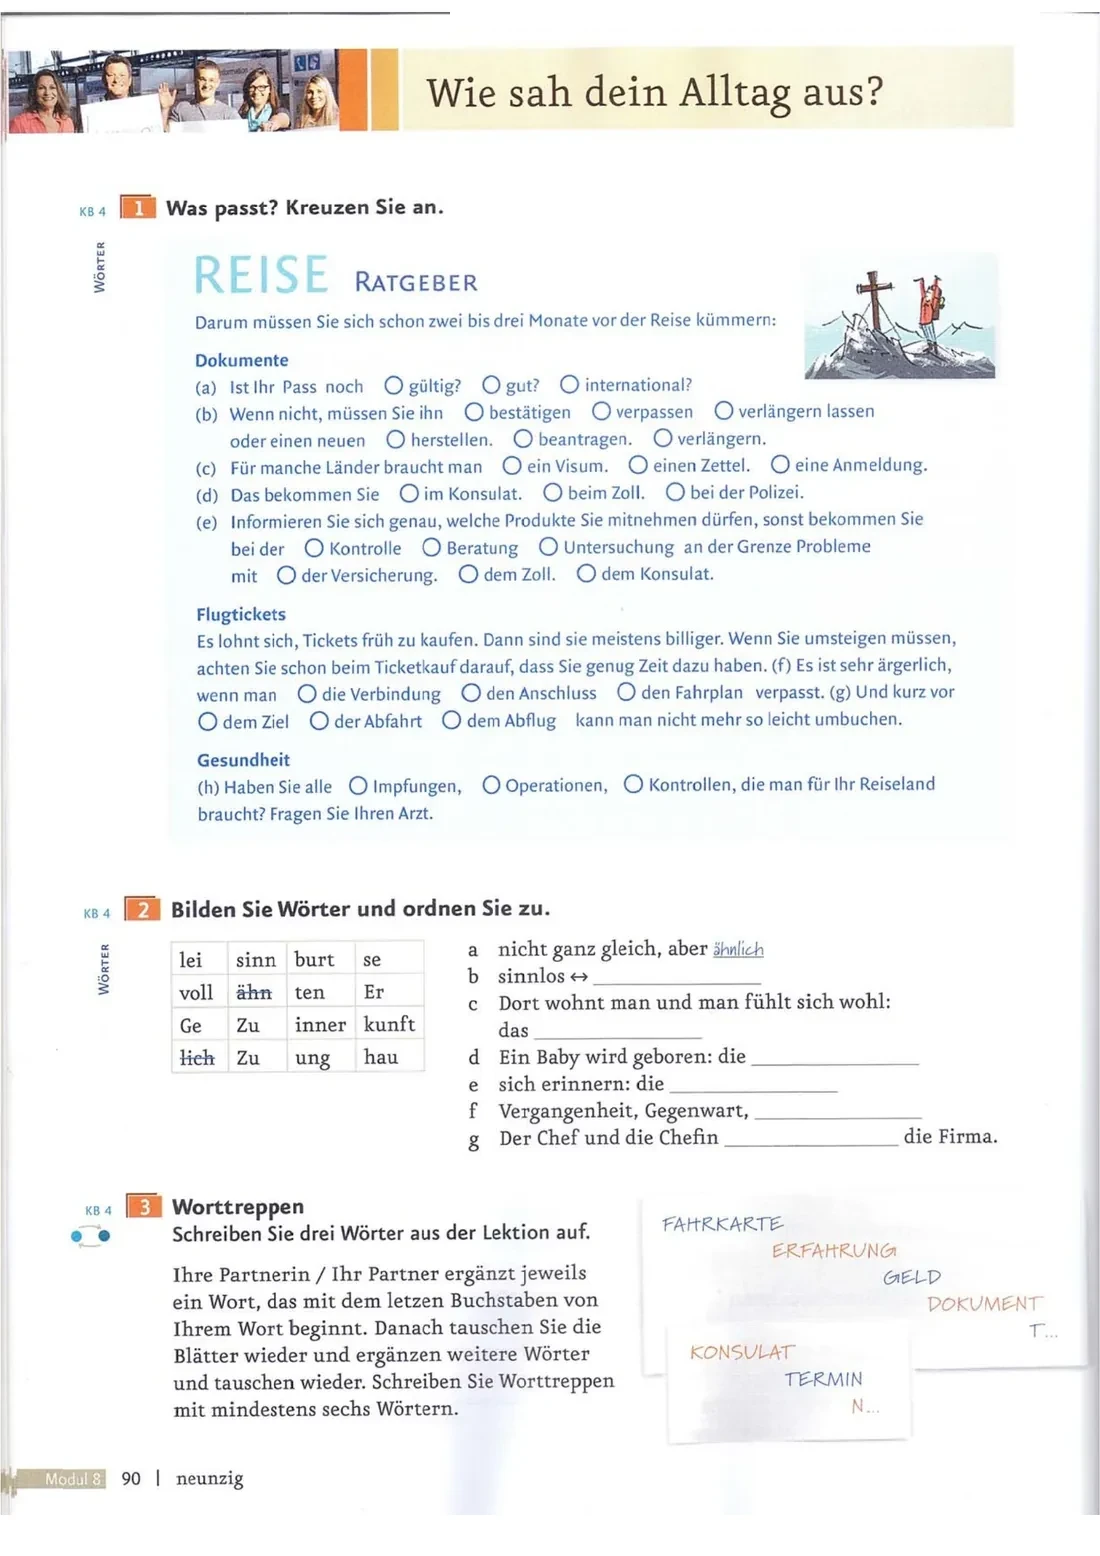 Wie sah dein Alltag aus?
KB 4 1 Was passt? Kreuzen Sie an.
WÖRTER
REISE RATGEBER
Darum müssen Sie sich schon zwei bis drei Monate vor der Reise kümmern:
Dokumente
(a) Ist Ihr Pass noch ○ gültig? ○ gut? ○ international?
(b) Wenn nicht, müssen Sie ihn ○ bestätigen ○ verpassen ○ verlängern lassen
oder einen neuen ○ herstellen. ○ beantragen. ○ verlängern.
(c) Für manche Länder braucht man ○ ein Visum. ○ einen Zettel. ○ eine Anmeldung.
(d) Das bekommen Sie ○ im Konsulat. ○ beim Zoll. ○ bei der Polizei.
(e) Informieren Sie sich genau, welche Produkte Sie mitnehmen dürfen, sonst bekommen Sie
bei der ○ Kontrolle ○ Beratung ○ Untersuchung an der Grenze Probleme
mit ○ der Versicherung. ○ dem Zoll. ○ dem Konsulat.
Flugtickets
Es lohnt sich, Tickets früh zu kaufen. Dann sind sie meistens billiger. Wenn Sie umsteigen müssen,
achten Sie schon beim Ticketkauf darauf, dass Sie genug Zeit dazu haben. (f) Es ist sehr ärgerlich,
wenn man ○ die Verbindung ○ den Anschluss ○ den Fahrplan verpasst. (g) Und kurz vor
○ dem Ziel ○ der Abfahrt ○ dem Abflug kann man nicht mehr so leicht umbuchen.
Gesundheit
(h) Haben Sie alle ○ Impfungen, ○ Operationen, ○ Kontrollen, die man für Ihr Reiseland
braucht? Fragen Sie Ihren Arzt.
KB 4 2 Bilden Sie Wörter und ordnen Sie zu.
WÖRTER
lei sinn burt se
voll ähn ten Er
Ge Zu inner kunft
lich Zu ung hau
a nicht ganz gleich, aber ähnlich
b sinnlos ↔ ____
c Dort wohnt man und man fühlt sich wohl:
das ____
d Ein Baby wird geboren: die ____
e sich erinnern: die ____
f Vergangenheit, Gegenwart, ____
g Der Chef und die Chefin ____ die Firma.
KB 4 3 Worttreppen
Schreiben Sie drei Wörter aus der Lektion auf.
Ihre Partnerin / Ihr Partner ergänzt jeweils
ein Wort, das mit dem letzen Buchstaben von
Ihrem Wort beginnt. Danach tauschen Sie die
Blätter wieder und ergänzen weitere Wörter
und tauschen wieder. Schreiben Sie Worttreppen
mit mindestens sechs Wörtern.
FAHRKARTE
ERFAHRUNG
GELD
DOKUMENT
T...
KONSULAT
TERMIN
N...
Modul 8 90 | neunzig